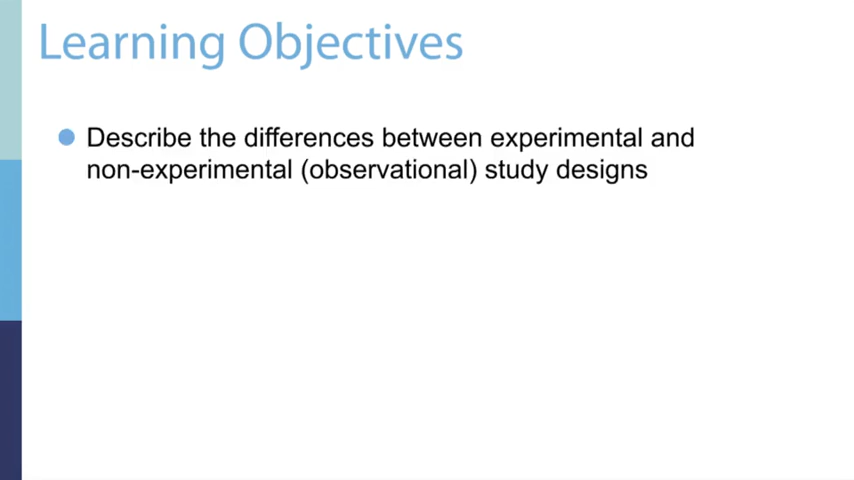 Learning Objectives
Describe the differences between experimental and
non-experimental (observational) study designs